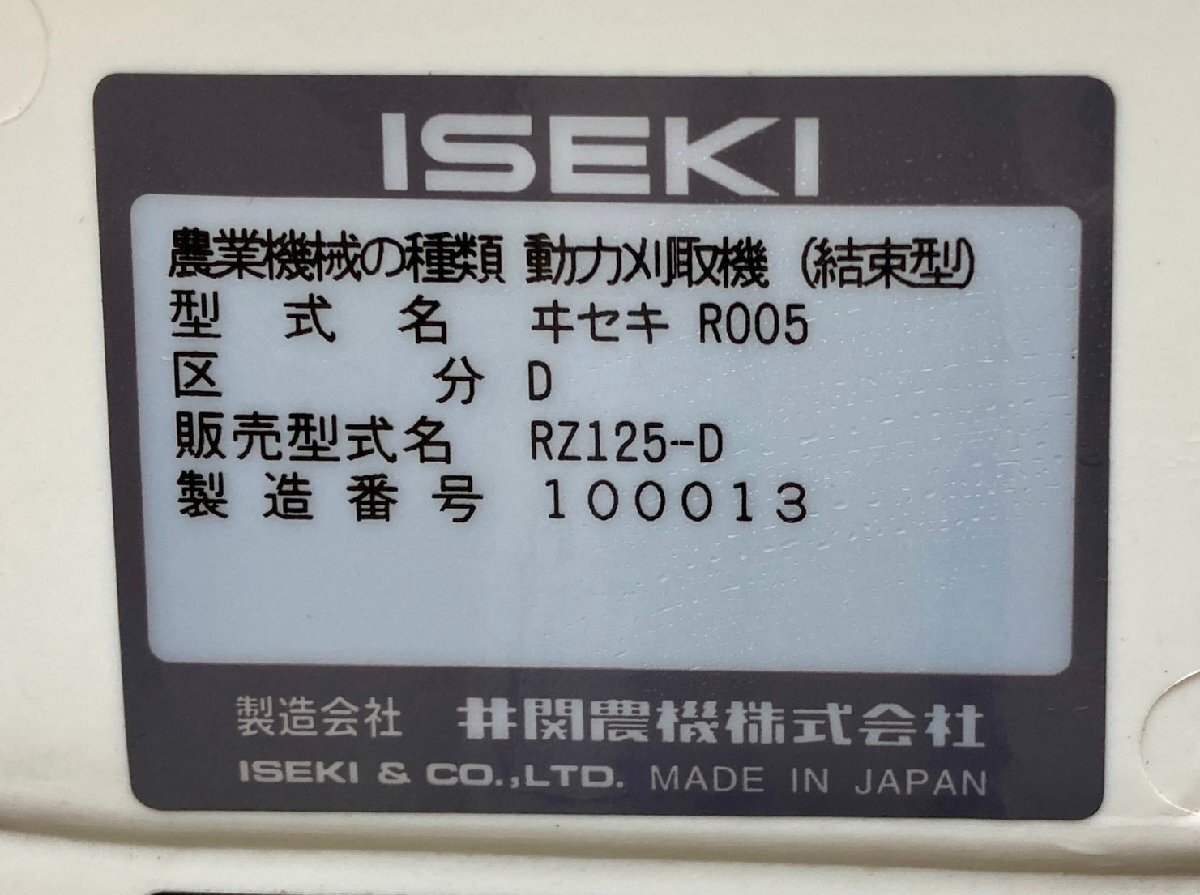 ISEKI
農業機械の種類 動力刈取機 (結束型)
型式名 ヰセキ R005
区分 D
販売型式名 RZ125-D
製造番号 100013
製造会社 井関農機株式会社
ISEKI & CO.,LTD. MADE IN JAPAN